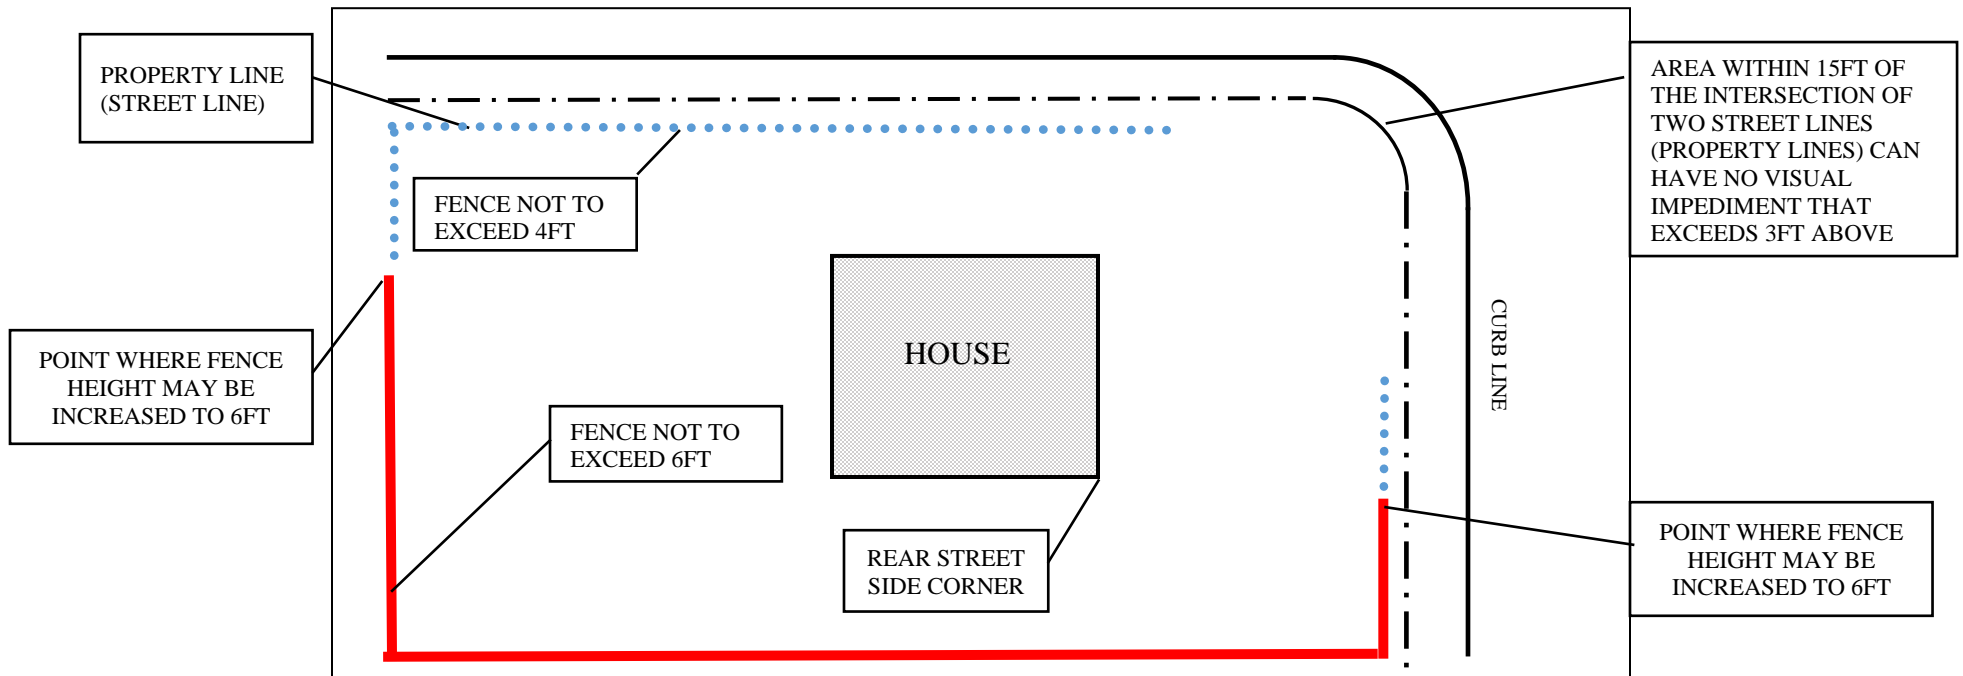 PROPERTY LINE
(STREET LINE)
AREA WITHIN 15FT OF
THE INTERSECTION OF
TWO STREET LINES
(PROPERTY LINES) CAN
HAVE NO VISUAL
IMPEDIMENT THAT
EXCEEDS 3FT ABOVE
FENCE NOT TO
EXCEED 4FT
HOUSE
CURB LINE
POINT WHERE FENCE
HEIGHT MAY BE
INCREASED TO 6FT
FENCE NOT TO
EXCEED 6FT
REAR STREET
SIDE CORNER
POINT WHERE FENCE
HEIGHT MAY BE
INCREASED TO 6FT